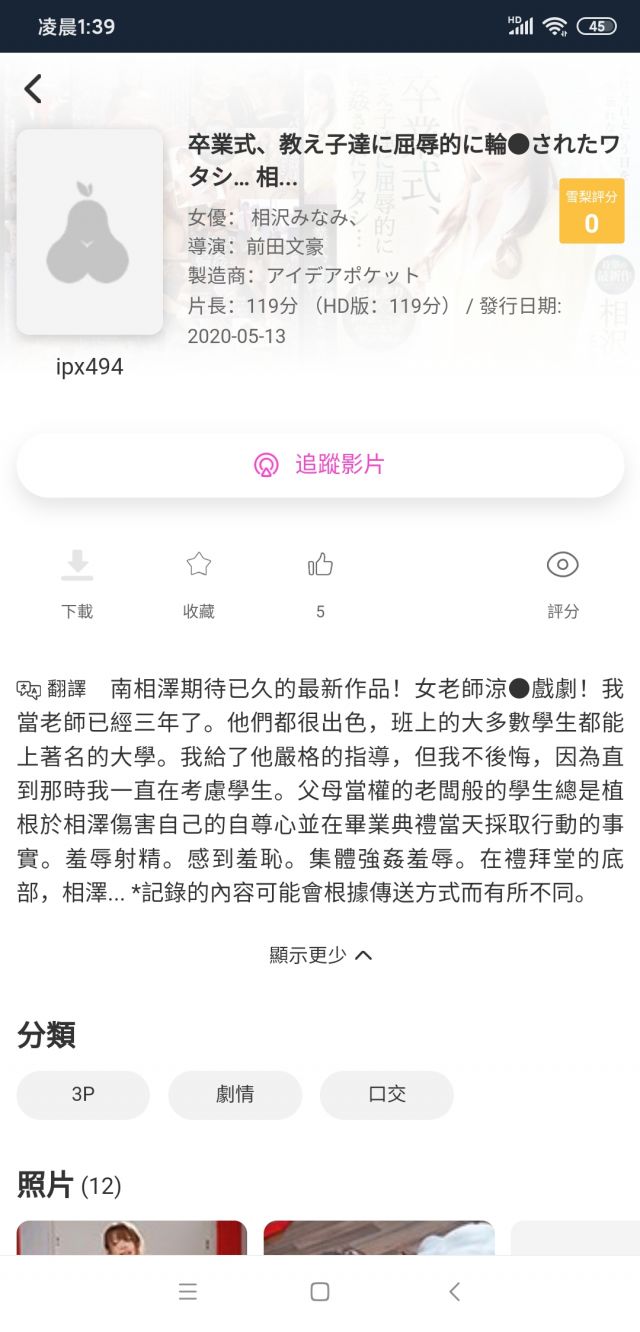 凌晨1:39
HD
45
卒業式、教え子達に屈辱的に輪●されたワ
タシ... 相...
雪梨評分
0
女優： 相沢みなみ、
導演：前田文豪
製造商：アイデアポケット
片長：119分 （HD版：119分） / 發行日期:
2020-05-13
ipx494
追蹤影片
下載
收藏
5
評分
翻譯 南相澤期待已久的最新作品！女老師涼●戲劇！我
當老師已經三年了。他們都很出色，班上的大多數學生都能
上著名的大學。我給了他嚴格的指導，但我不後悔，因為直
到那時我一直在考慮學生。父母當權的老闆般的學生總是植
根於相澤傷害自己的自尊心並在畢業典禮當天採取行動的事
實。羞辱射精。感到羞恥。集體強姦羞辱。在禮拜堂的底
部，相澤... *記錄的內容可能會根據傳送方式而有所不同。
顯示更少
分類
3P
劇情
口交
照片 (12)